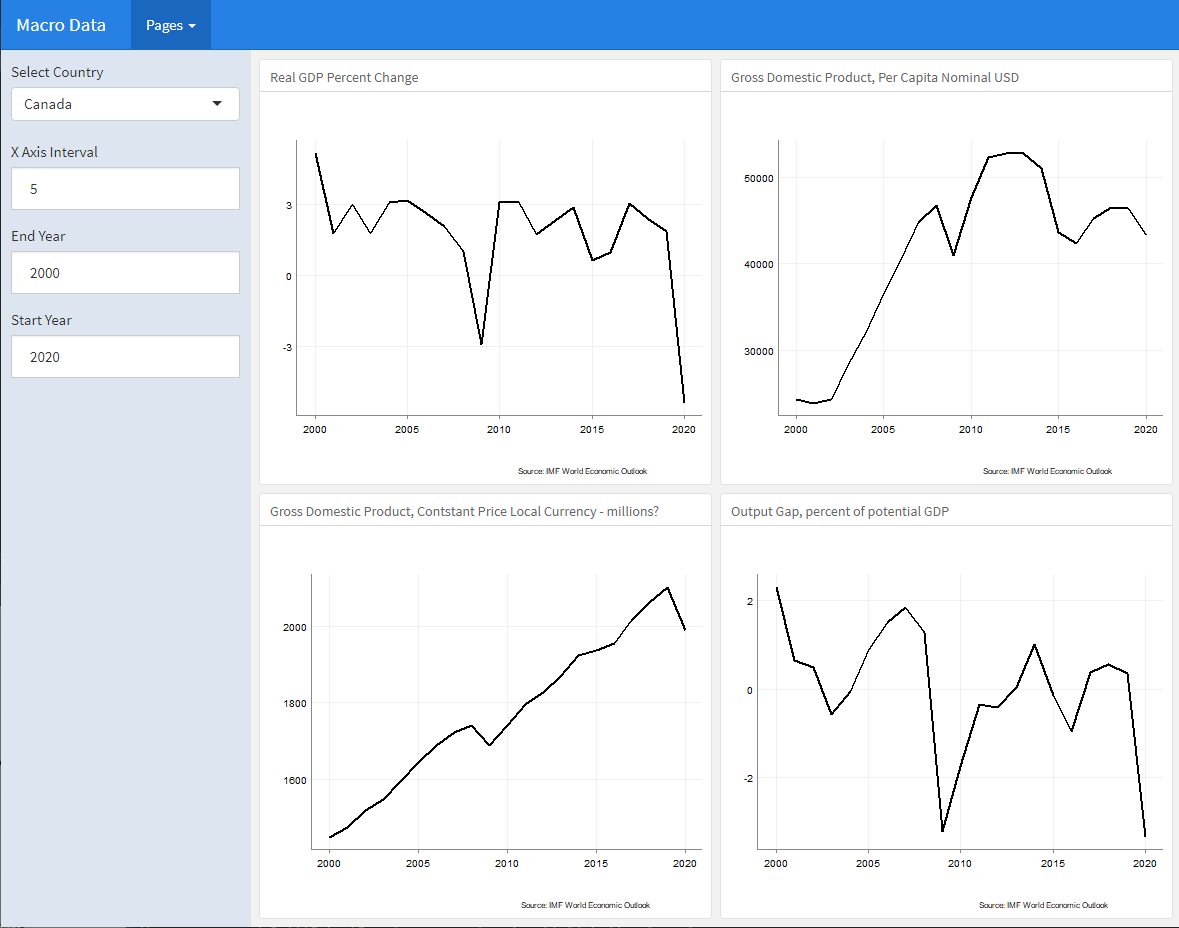 Macro Data
Pages
Select Country
Canada
X Axis Interval
5
End Year
2000
Start Year
2020
Real GDP Percent Change
3
0
-3
2000 2005 2010 2015 2020
Source: IMF World Economic Outlook
Gross Domestic Product, Per Capita Nominal USD
50000
40000
30000
2000 2005 2010 2015 2020
Source: IMF World Economic Outlook
Gross Domestic Product, Contstant Price Local Currency - millions?
2000
1800
1600
2000 2005 2010 2015 2020
Source: IMF World Economic Outlook
Output Gap, percent of potential GDP
2
0
-2
2000 2005 2010 2015 2020
Source: IMF World Economic Outlook